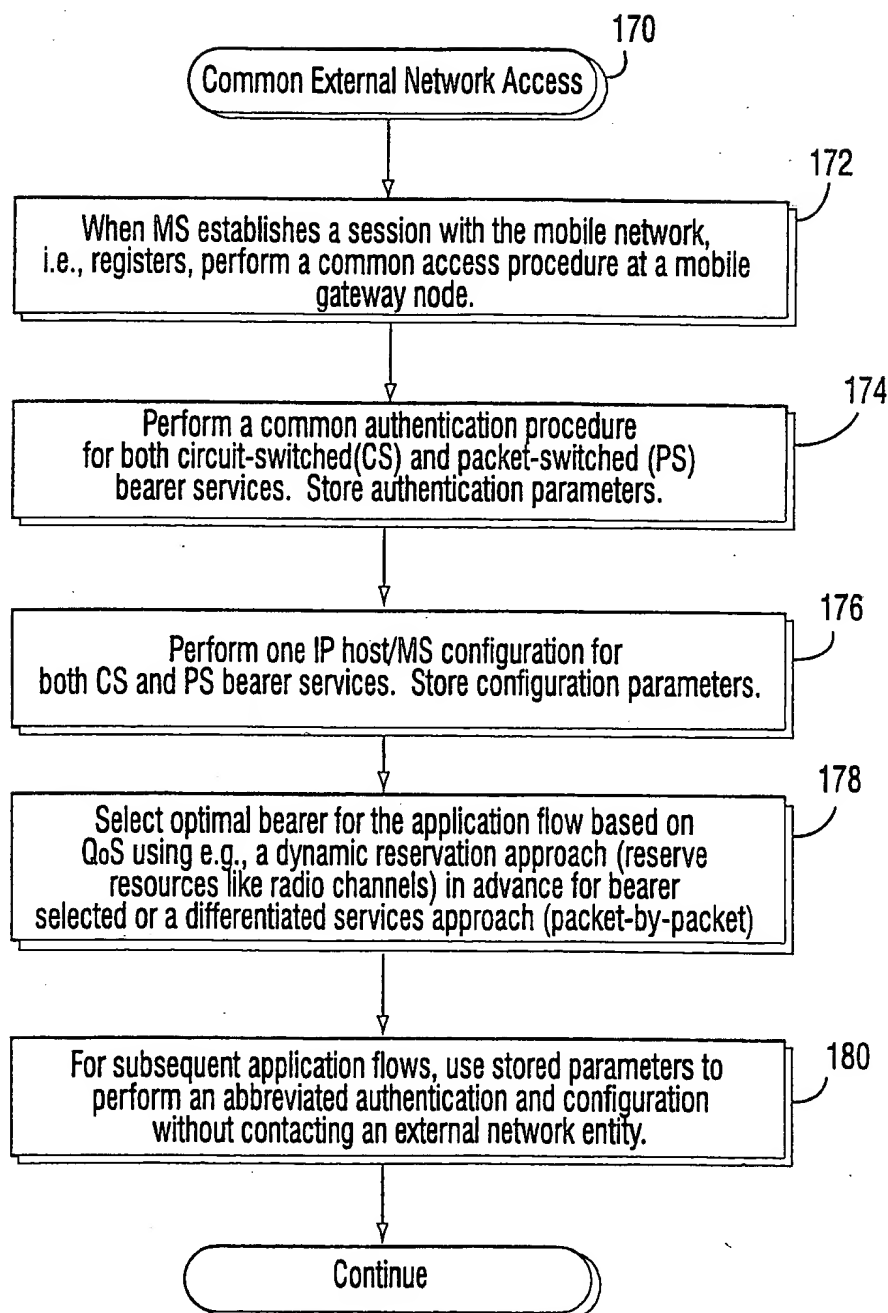 Common External Network Access
170
172
When MS establishes a session with the mobile network,
i.e., registers, perform a common access procedure at a mobile
gateway node.
174
Perform a common authentication procedure
for both circuit-switched(CS) and packet-switched (PS)
bearer services. Store authentication parameters.
176
Perform one IP host/MS configuration for
both CS and PS bearer services. Store configuration parameters.
178
Select optimal bearer for the application flow based on
QoS using e.g., a dynamic reservation approach (reserve
resources like radio channels) in advance for bearer
selected or a differentiated services approach (packet-by-packet)
180
For subsequent application flows, use stored parameters to
perform an abbreviated authentication and configuration
without contacting an external network entity.
Continue